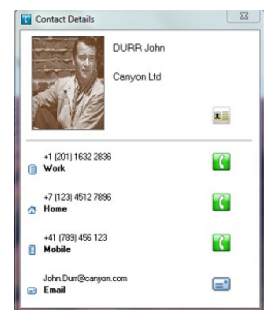 Contact Details
DURR John
Canyon Ltd
+1 (201) 1632 2836
Work
+7 (123) 4512 7896
Home
+41 (789) 456 123
Mobile
John.Durr@canyon.com
Email